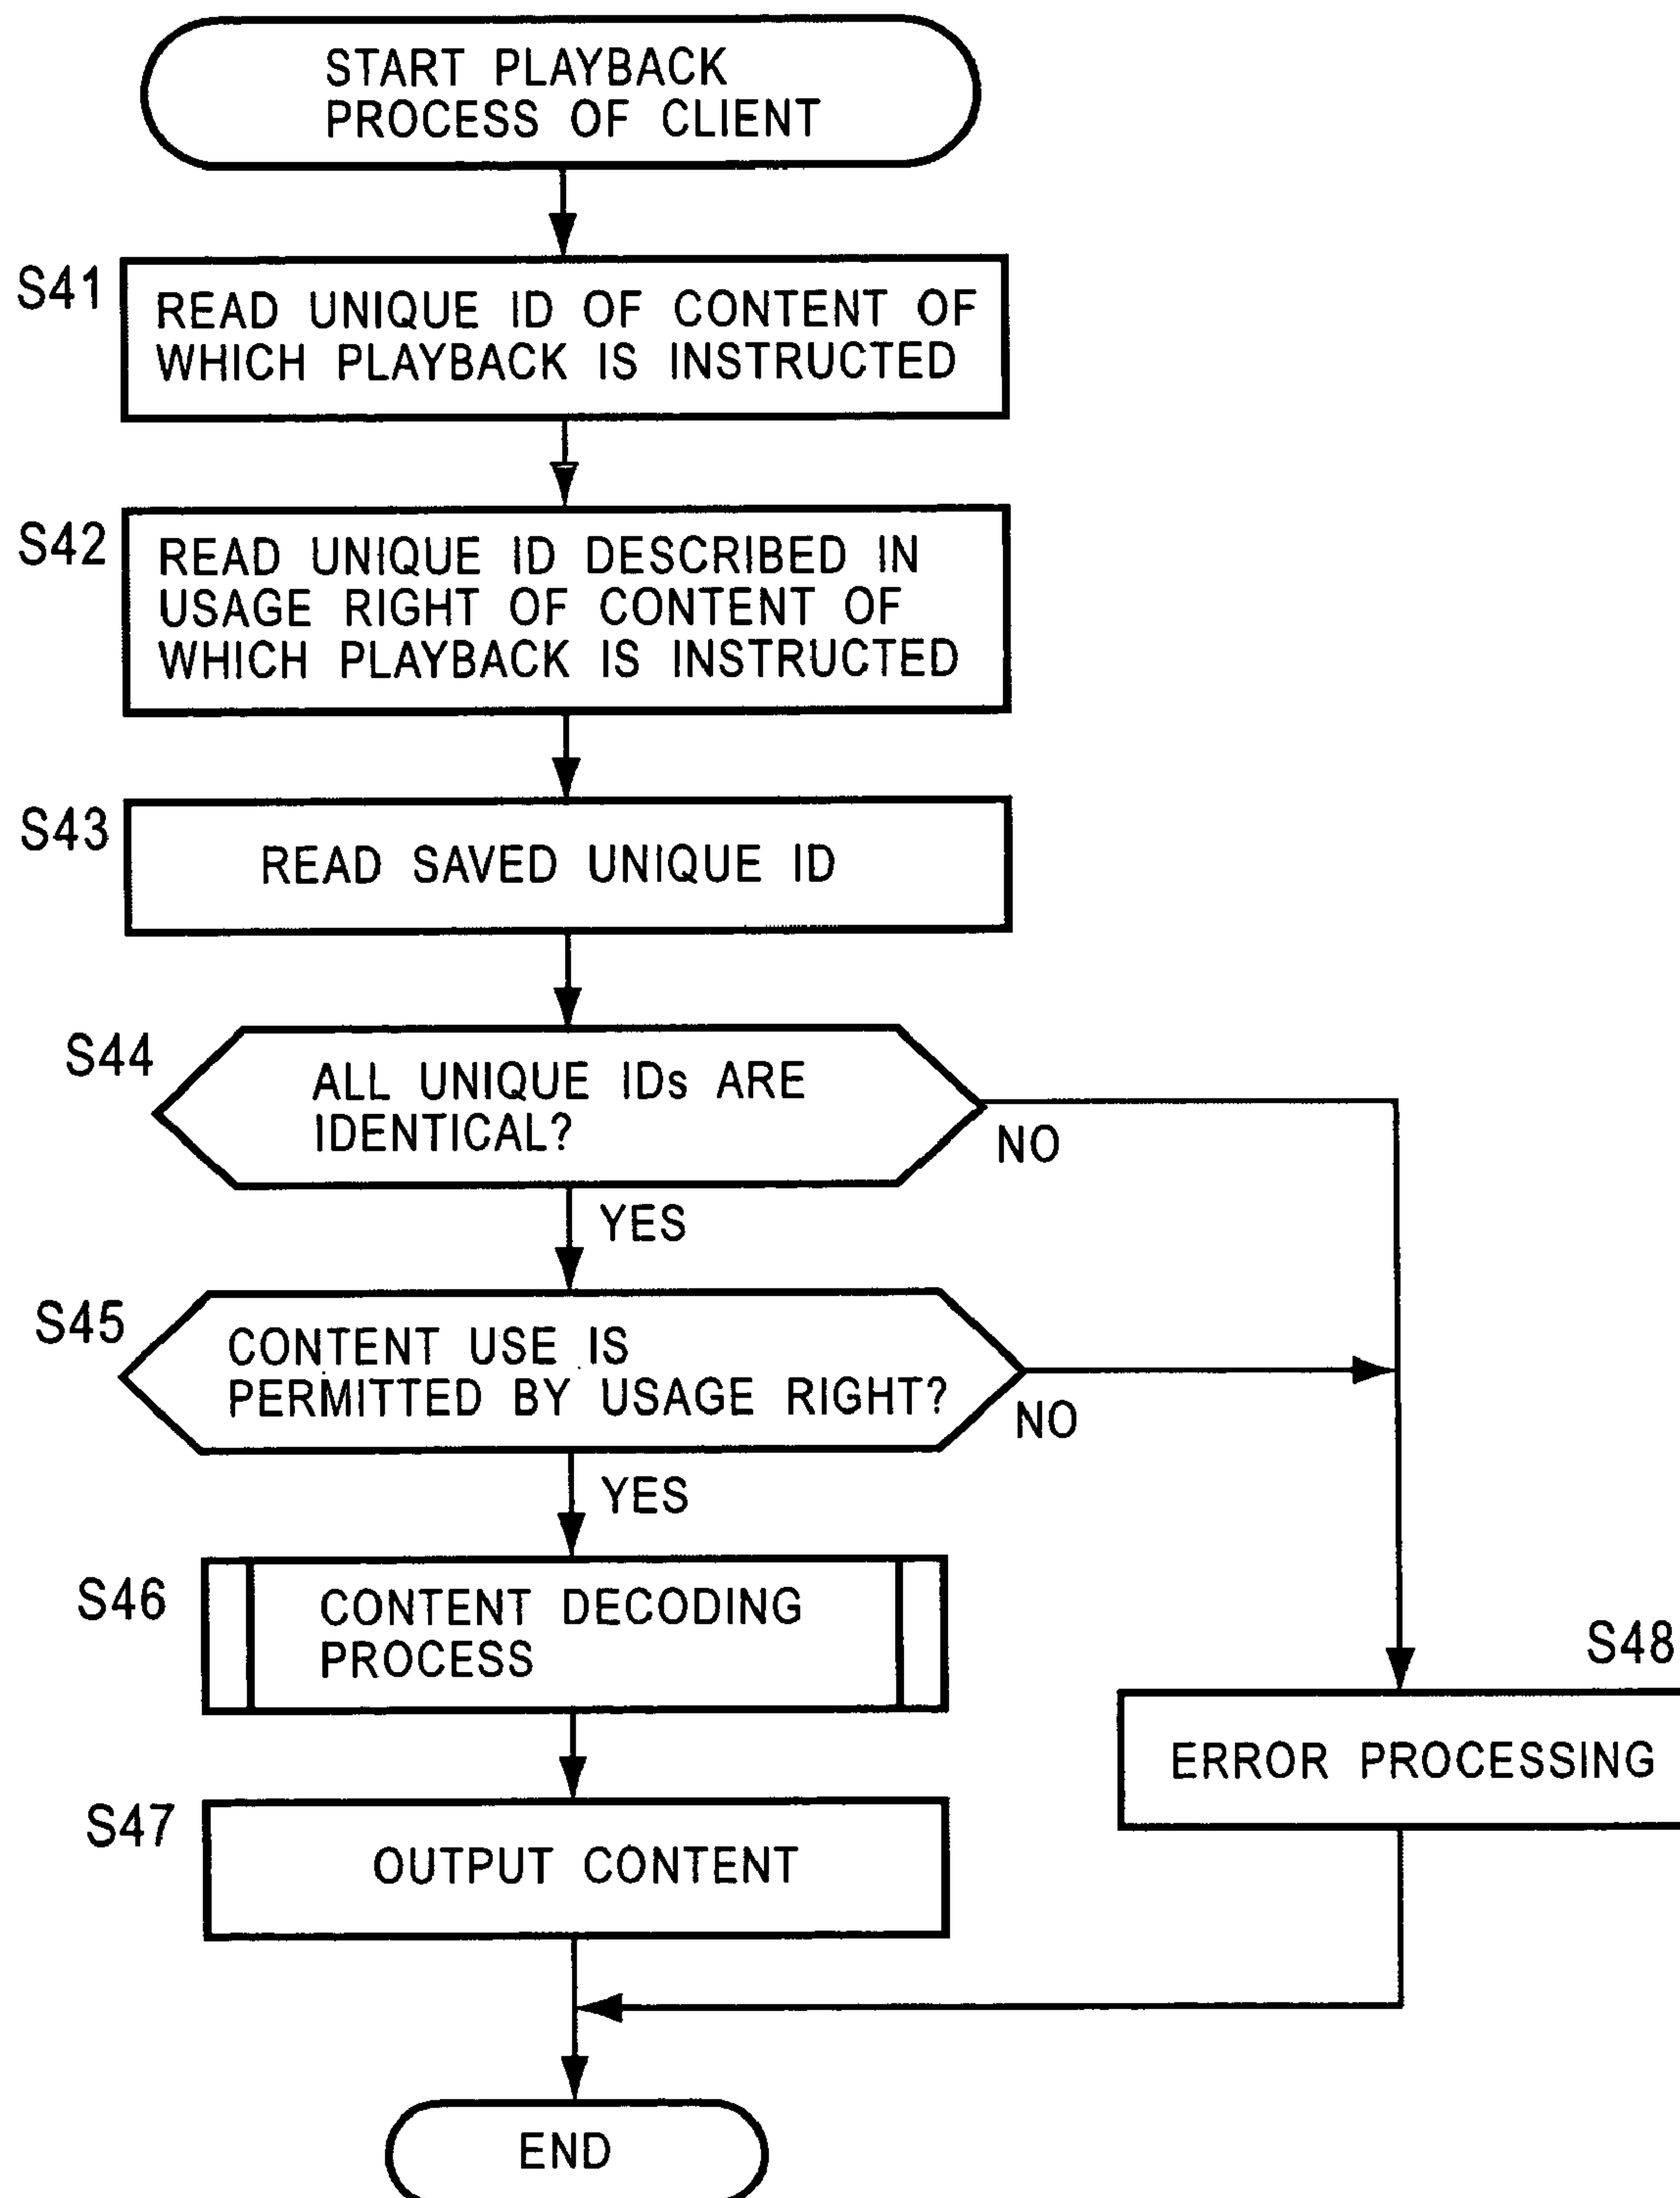 START PLAYBACK
PROCESS OF CLIENT
S41
READ UNIQUE ID OF CONTENT OF
WHICH PLAYBACK IS INSTRUCTED
S42
READ UNIQUE ID DESCRIBED IN
USAGE RIGHT OF CONTENT OF
WHICH PLAYBACK IS INSTRUCTED
S43
READ SAVED UNIQUE ID
S44
ALL UNIQUE IDs ARE
IDENTICAL?
NO
YES
S45
CONTENT USE IS
PERMITTED BY USAGE RIGHT?
NO
YES
S46
CONTENT DECODING
PROCESS
S48
ERROR PROCESSING
S47
OUTPUT CONTENT
END